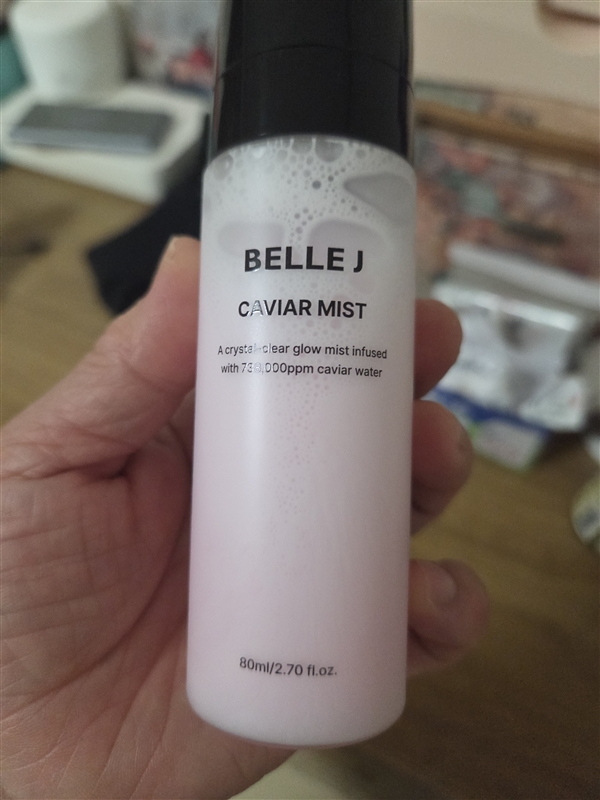 BELLE J
CAVIAR MIST
A crystal-clear glow mist infused
with caviar water
80ml/2.70 fl.oz.